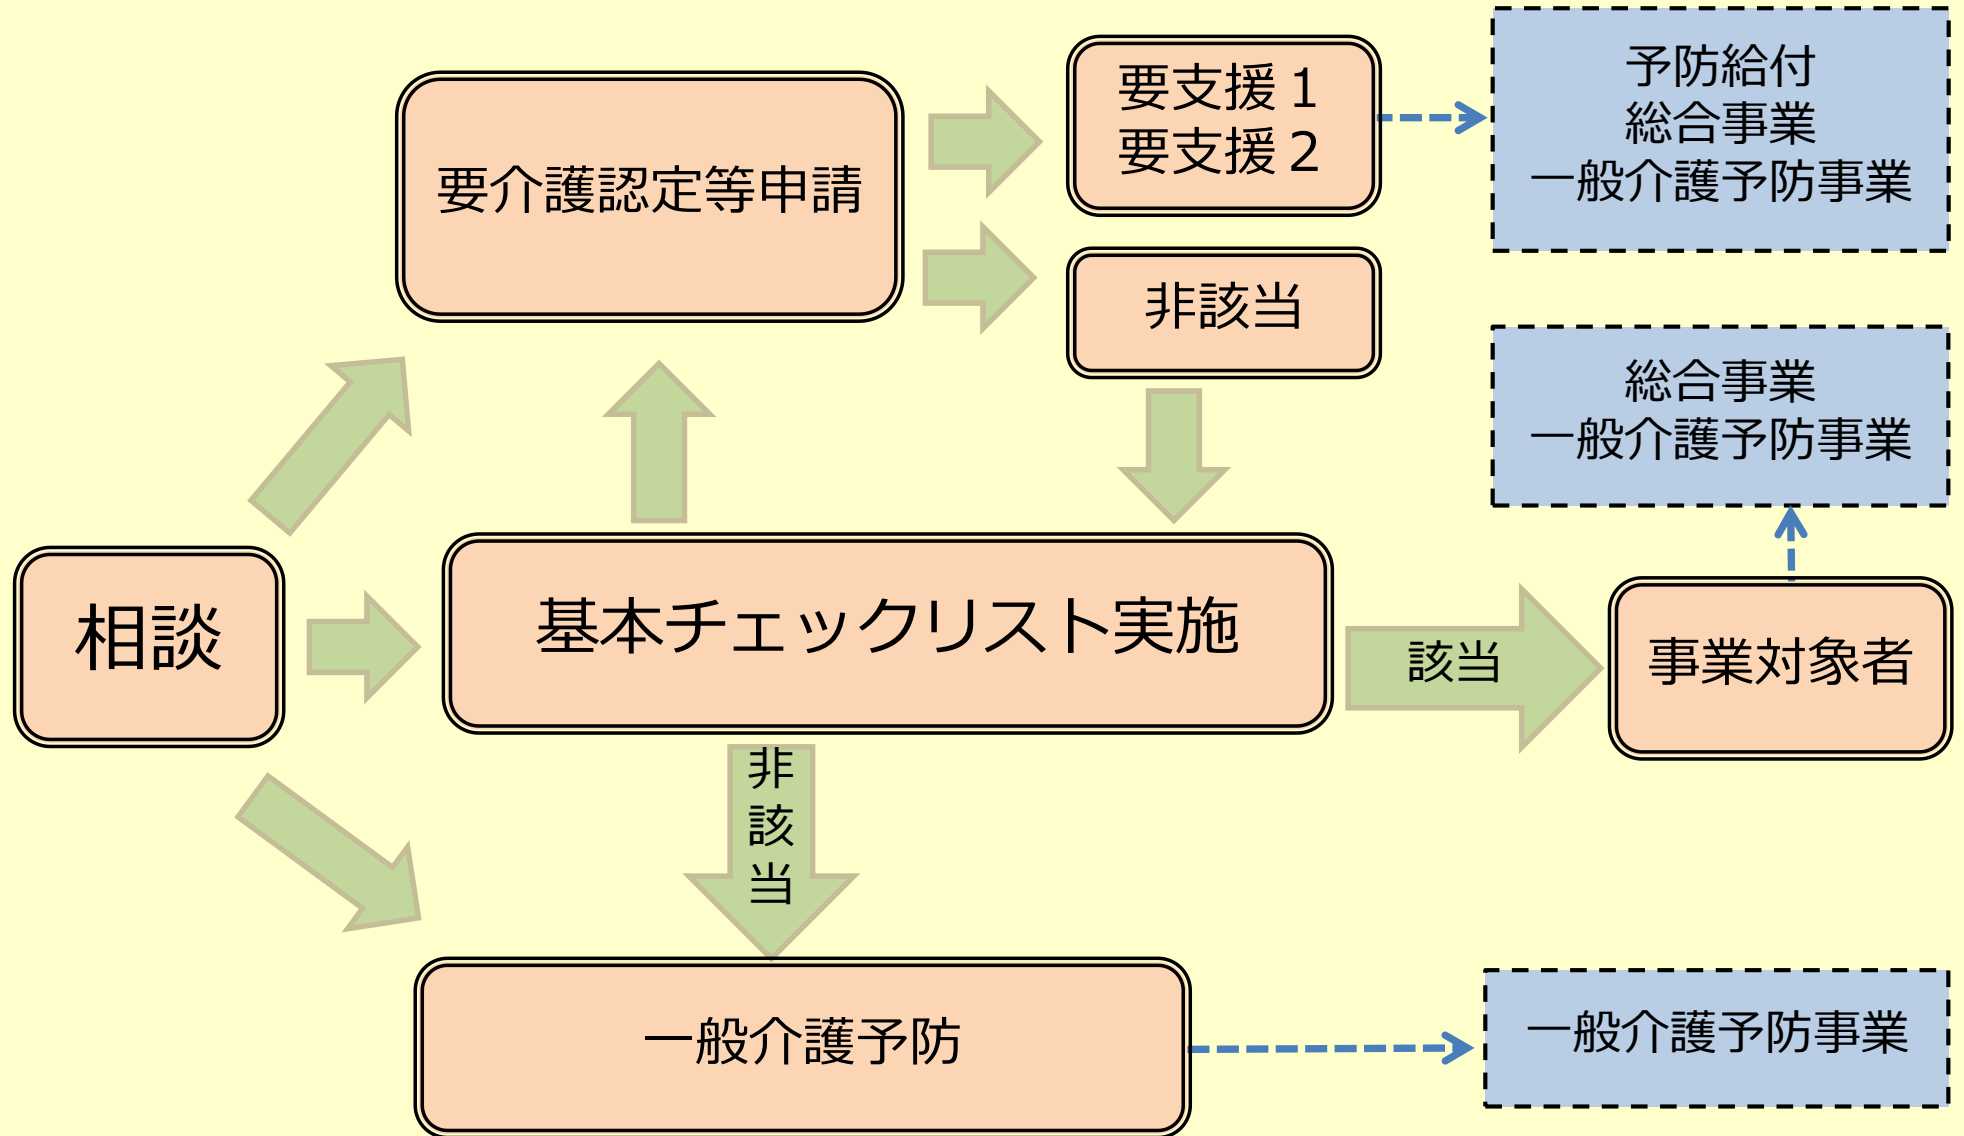 要介護認定等申請
要支援１
要支援２
予防給付
総合事業
一般介護予防事業
非該当
総合事業
一般介護予防事業
相談
基本チェックリスト実施
該当
事業対象者
非
該
当
一般介護予防
一般介護予防事業